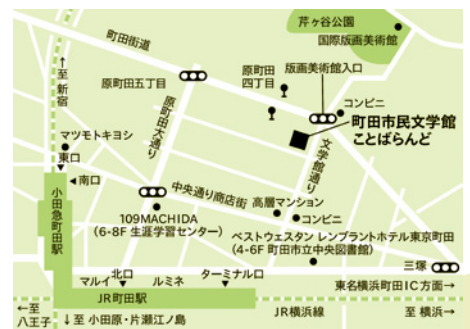 芹ヶ谷公園
国際版画美術館
町田街道
←至 新宿
原町田五丁目
原町田
四丁目
版画美術館入口
コンビニ
町田市民文学館
ことばらんど
原町田大通り
文学館通り
マツモトキヨシ
東口
南口
小田急町田駅
中央通り商店街
高層マンション
コンビニ
109MACHIDA
(6-8F 生涯学習センター)
ベストウェスタン レンブラントホテル東京町田
(4-6F 町田市立中央図書館)
三塚
北口
マルイ
ルミネ
ターミナル口
東名横浜町田IC方面→
JR町田駅
←至
八王子
↓至 小田原・片瀬江ノ島
JR横浜線
至 横浜→